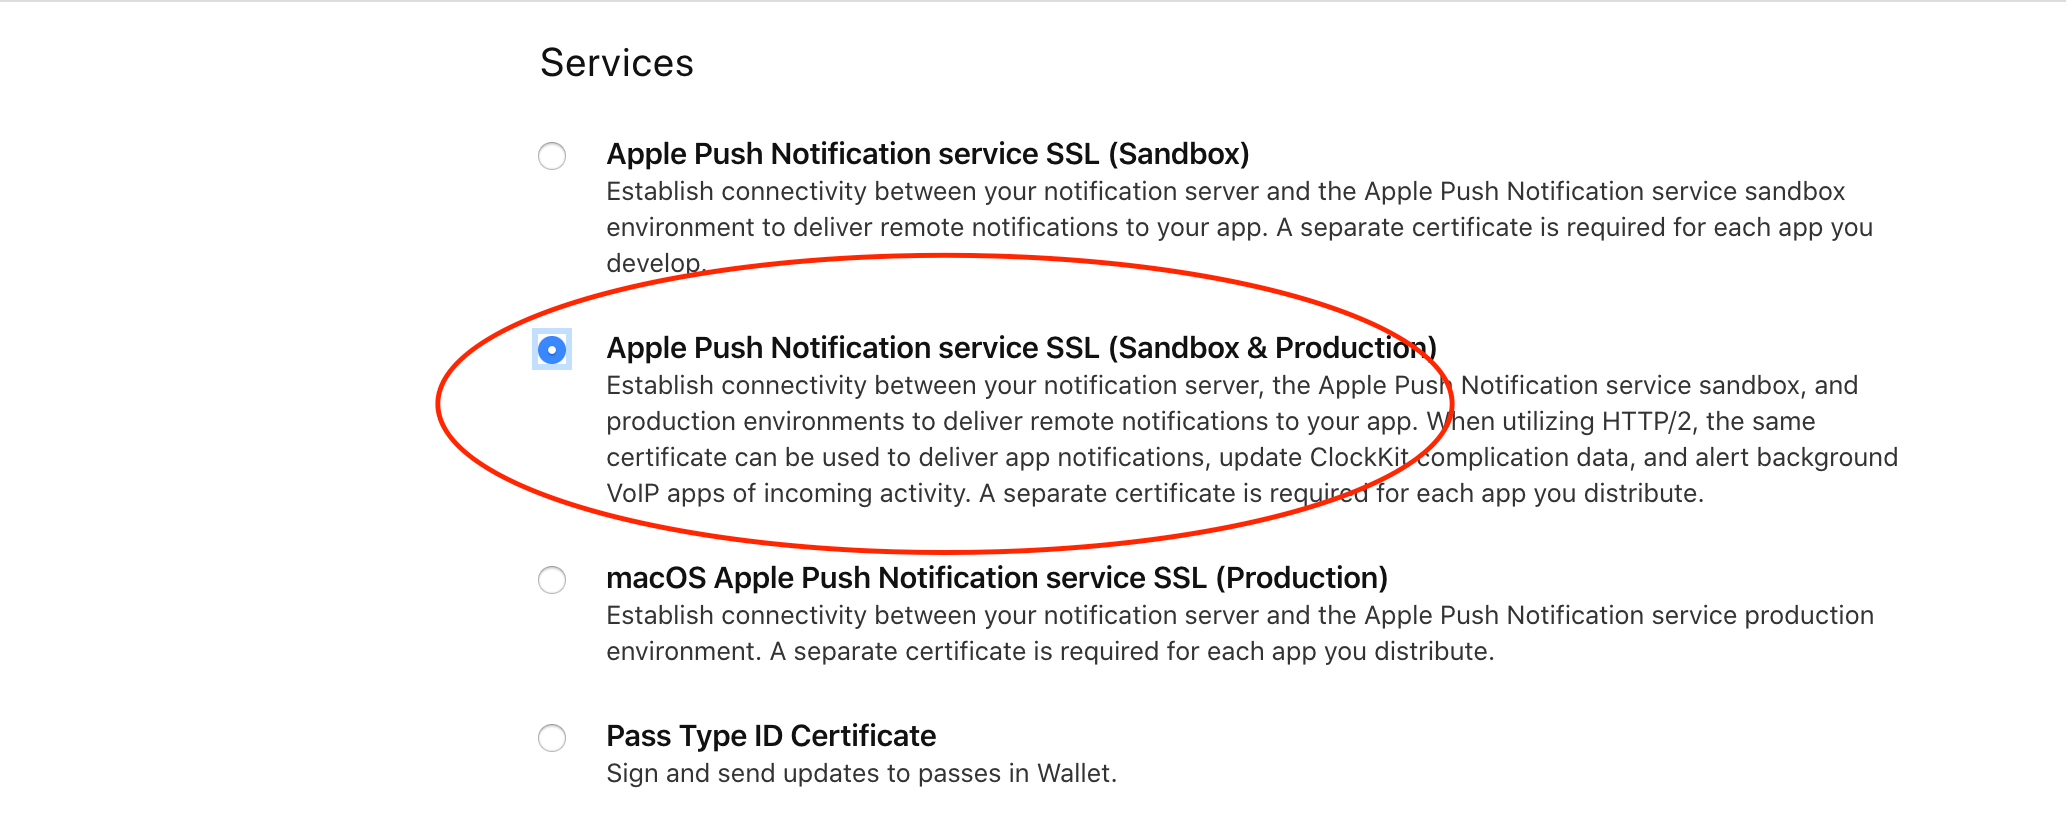 Services
Apple Push Notification service SSL (Sandbox)
Establish connectivity between your notification server and the Apple Push Notification service sandbox
environment to deliver remote notifications to your app. A separate certificate is required for each app you
develop.
Apple Push Notification service SSL (Sandbox & Production)
Establish connectivity between your notification server, the Apple Push Notification service sandbox, and
production environments to deliver remote notifications to your app. When utilizing HTTP/2, the same
certificate can be used to deliver app notifications, update ClockKit complication data, and alert background
VoIP apps of incoming activity. A separate certificate is required for each app you distribute.
macOS Apple Push Notification service SSL (Production)
Establish connectivity between your notification server and the Apple Push Notification service production
environment. A separate certificate is required for each app you distribute.
Pass Type ID Certificate
Sign and send updates to passes in Wallet.